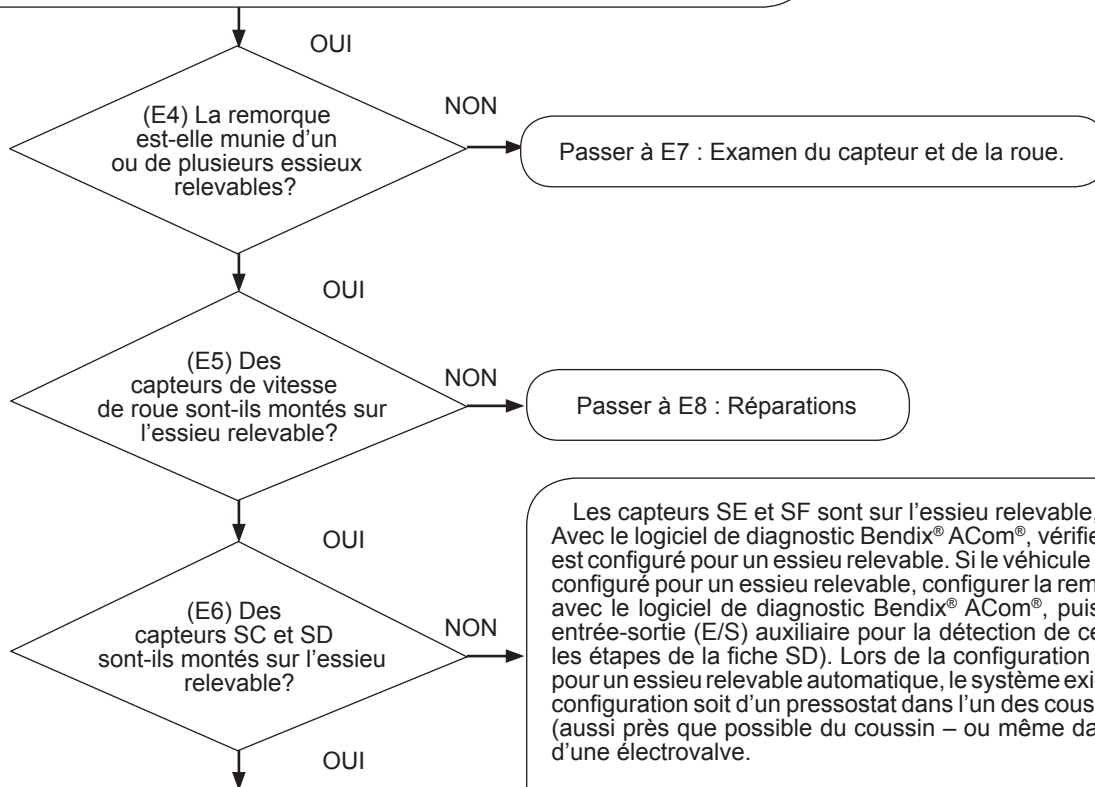 OUI
(E4) La remorque
est-elle munie d'un
ou de plusieurs essieux
relevables?
NON
Passer à E7 : Examen du capteur et de la roue.
OUI
(E5) Des
capteurs de vitesse
de roue sont-ils montés sur
l'essieu relevable?
NON
Passer à E8 : Réparations
OUI
(E6) Des
capteurs SC et SD
sont-ils montés sur l'essieu
relevable?
NON
Les capteurs SE et SF sont sur l'essieu relevable,
Avec le logiciel de diagnostic Bendix® ACom®,
est configuré pour un essieu relevable. Si le véhicule
configuré pour un essieu relevable, configurer la
avec le logiciel de diagnostic Bendix® ACom®,
entrée-sortie (E/S) auxiliaire pour la détection de
les étapes de la fiche SD). Lors de la configuration
pour un essieu relevable automatique, le système
configuration soit d'un pressostat dans l'un des
(aussi près que possible du coussin – ou même
d'une électrovalve.
OUI